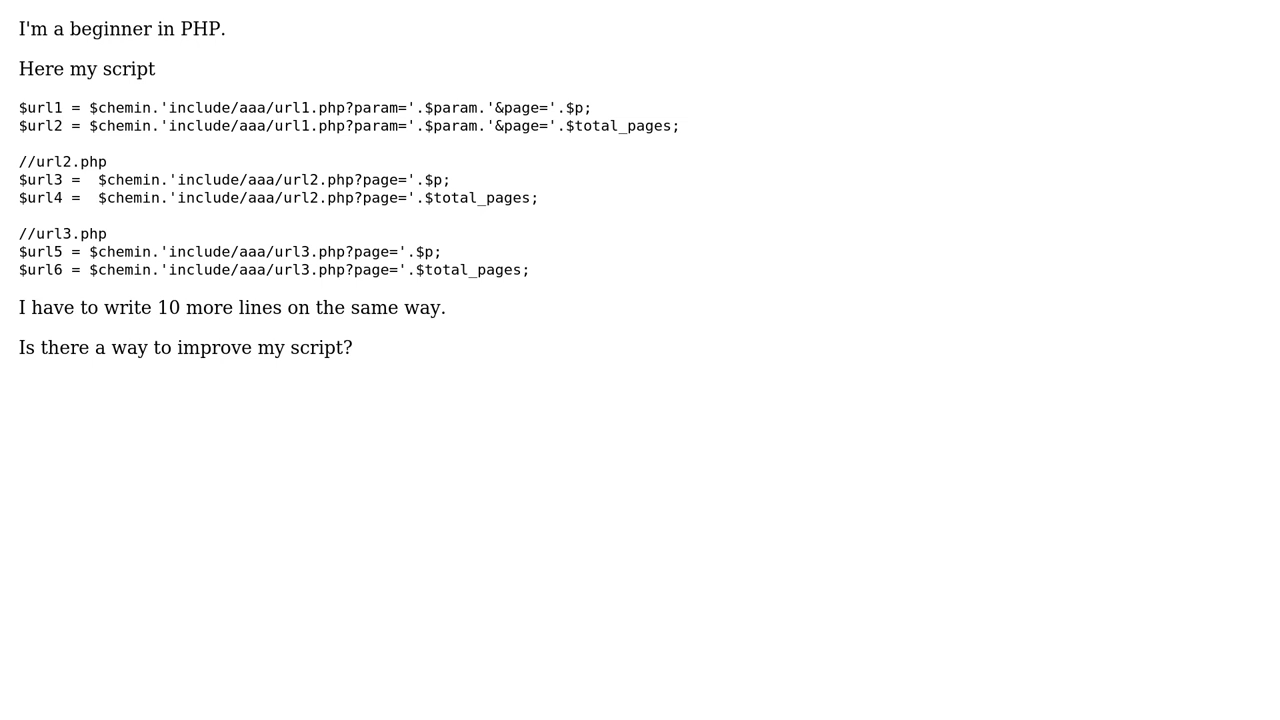 I'm a beginner in PHP.
Here my script
$url1 = $chemin.'include/aaa/url1.php?param='.$param.'&page='.$p;
$url2 = $chemin.'include/aaa/url1.php?param='.$param.'&page='.$total_pages;
//url2.php
$url3 =  $chemin.'include/aaa/url2.php?page='.$p;
$url4 =  $chemin.'include/aaa/url2.php?page='.$total_pages;
//url3.php
$url5 = $chemin.'include/aaa/url3.php?page='.$p;
$url6 = $chemin.'include/aaa/url3.php?page='.$total_pages;
I have to write 10 more lines on the same way.
Is there a way to improve my script?